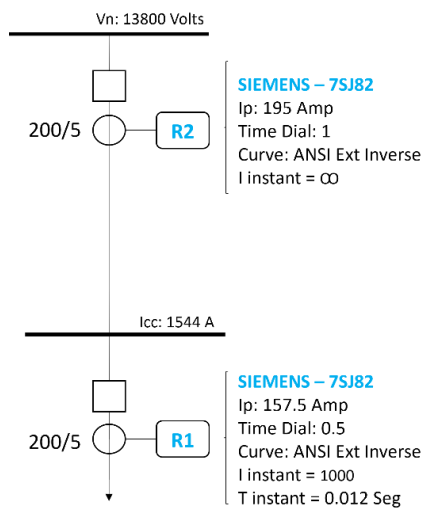 Vn: 13800 Volts
SIEMENS – 7SJ82
Ip: 195 Amp
200/5
R2
Time Dial: 1
Curve: ANSI Ext Inverse
I instant = ꝏ
Icc: 1544 A
SIEMENS – 7SJ82
Ip: 157.5 Amp
Time Dial: 0.5
200/5
R1
Curve: ANSI Ext Inverse
I instant = 1000
T instant = 0.012 Seg